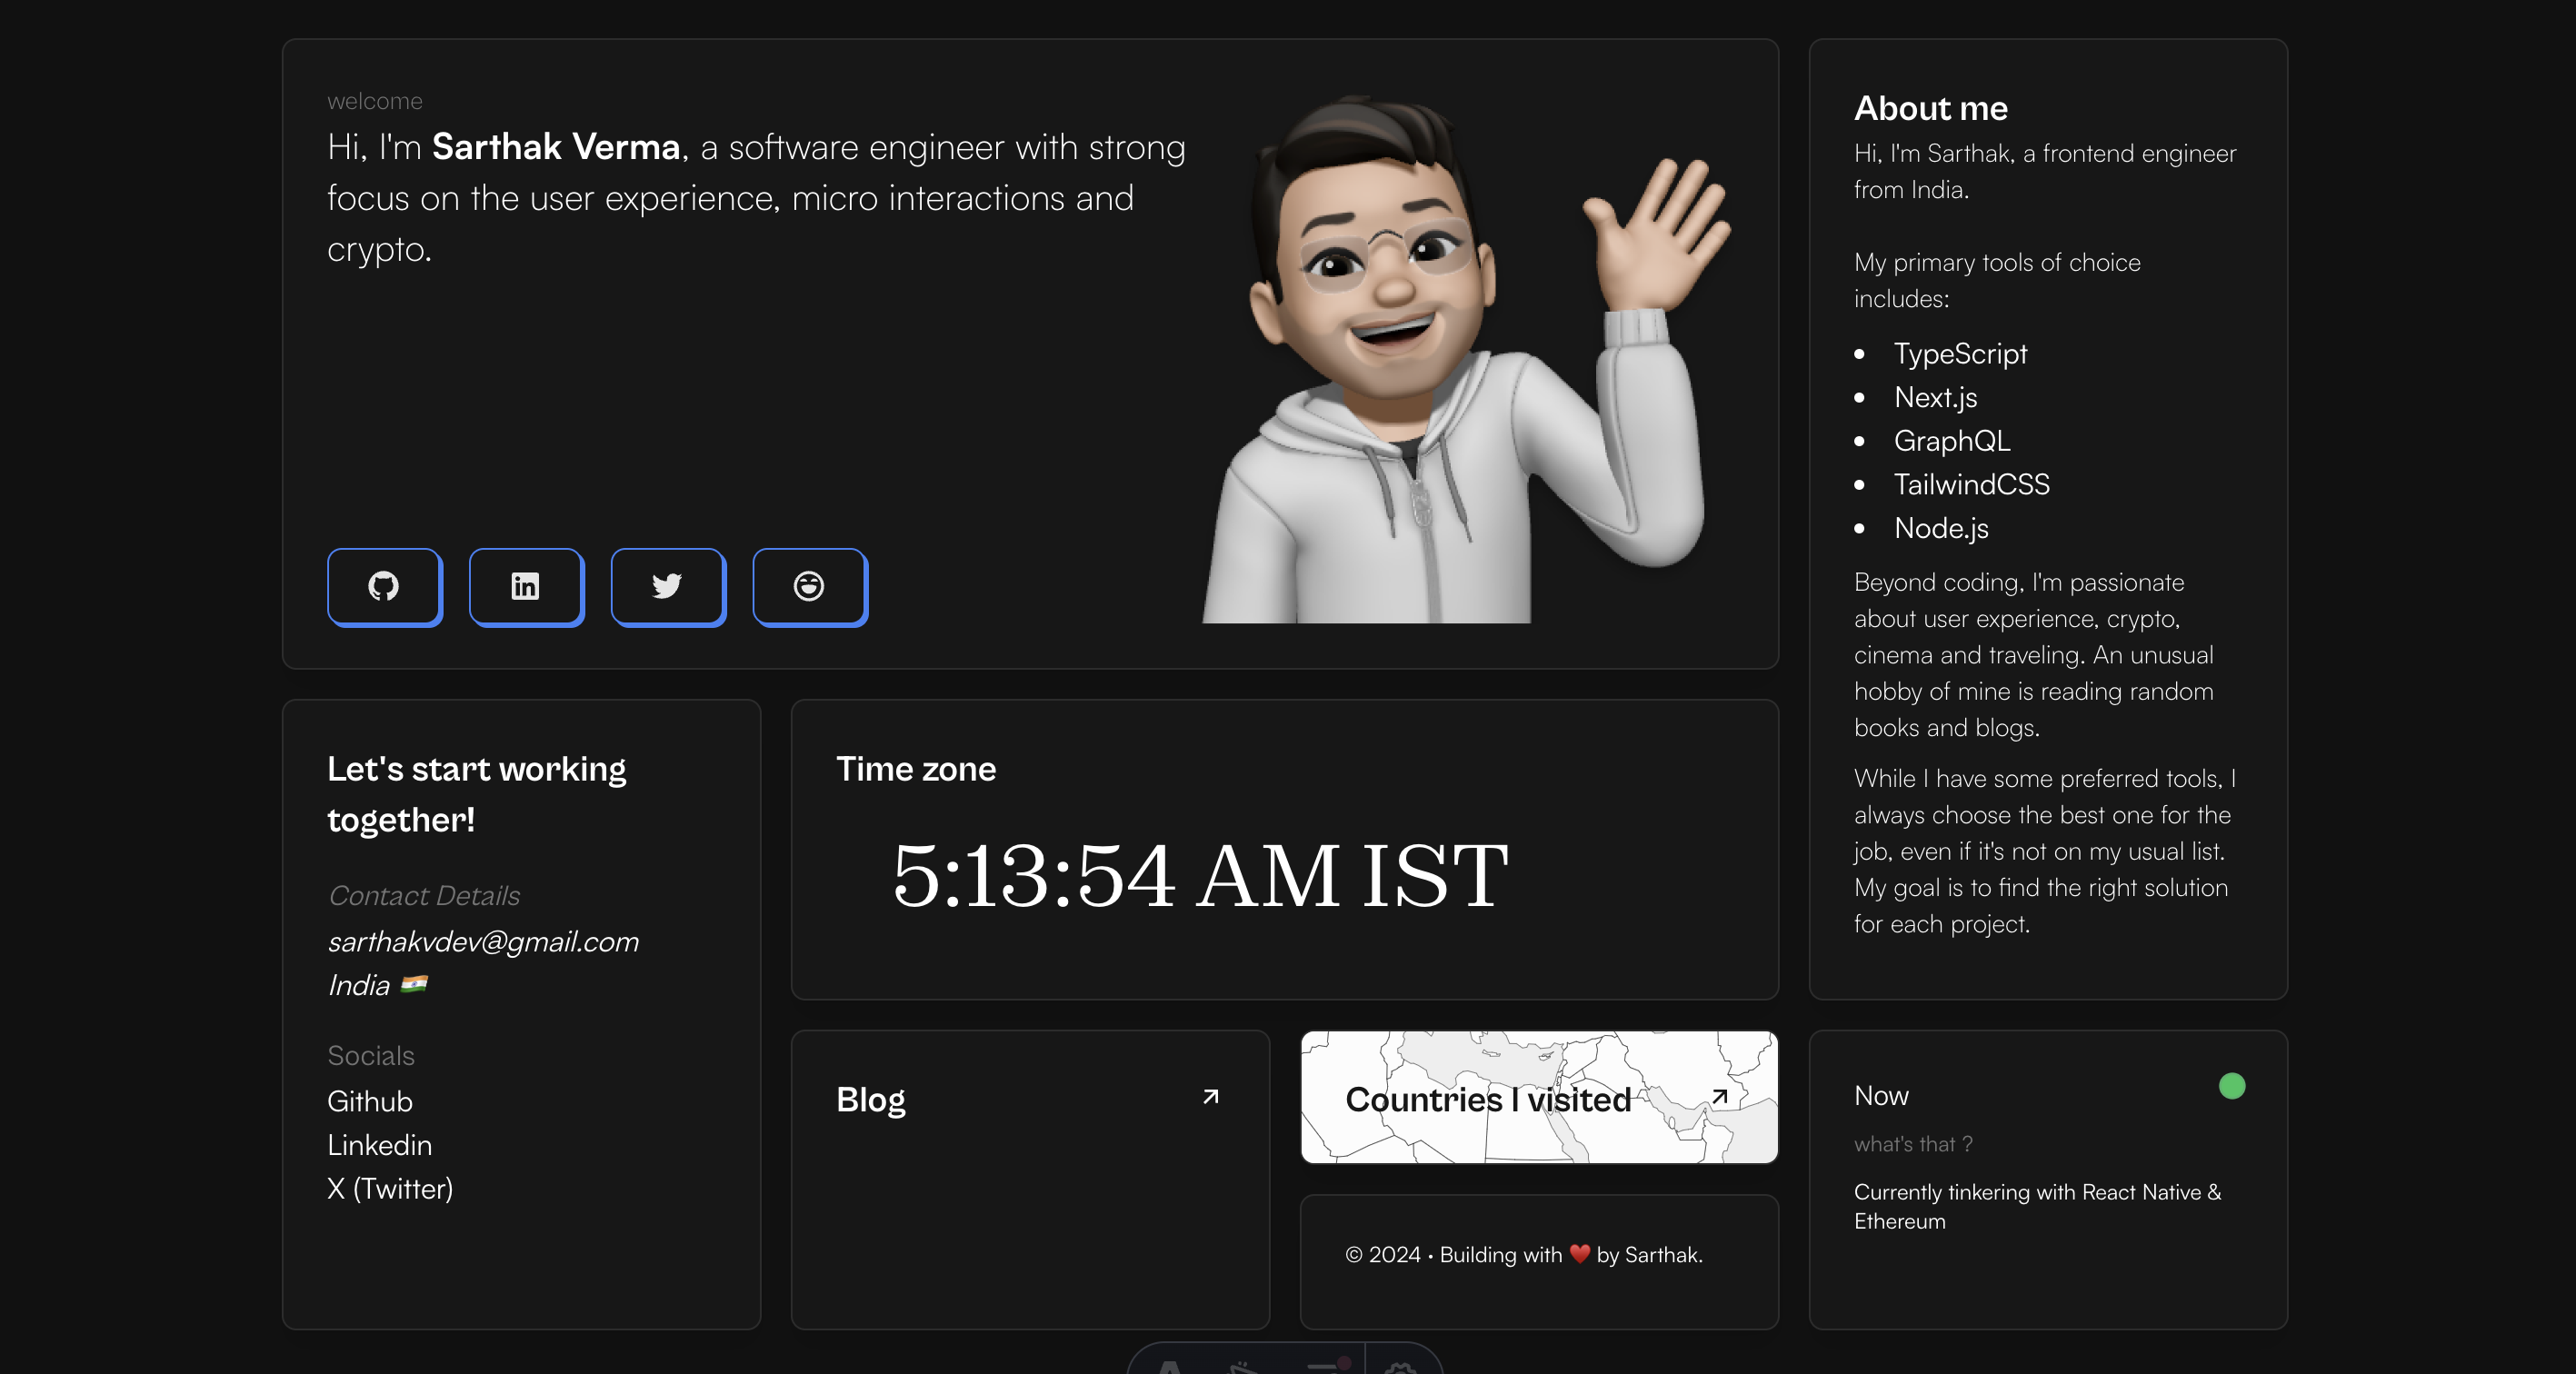 welcome
Hi, I'm Sarthak Verma, a software engineer with strong
focus on the user experience, micro interactions and
crypto.
About me
Hi, I'm Sarthak, a frontend engineer
from India.
My primary tools of choice
includes:
• TypeScript
• Next.js
• GraphQL
• TailwindCSS
• Node.js
Beyond coding, I'm passionate
about user experience, crypto,
cinema and traveling. An unusual
hobby of mine is reading random
books and blogs.
While I have some preferred tools, I
always choose the best one for the
job, even if it's not on my usual list.
My goal is to find the right solution
for each project.
Let's start working
together!
Contact Details
sarthakvdev@gmail.com
India 🇮🇳
Socials
Github
Linkedin
X (Twitter)
Time zone
5:13:54 AM IST
Blog
Countries I visited
© 2024 • Building with ❤️ by Sarthak.
Now
what's that ?
Currently tinkering with React Native &
Ethereum